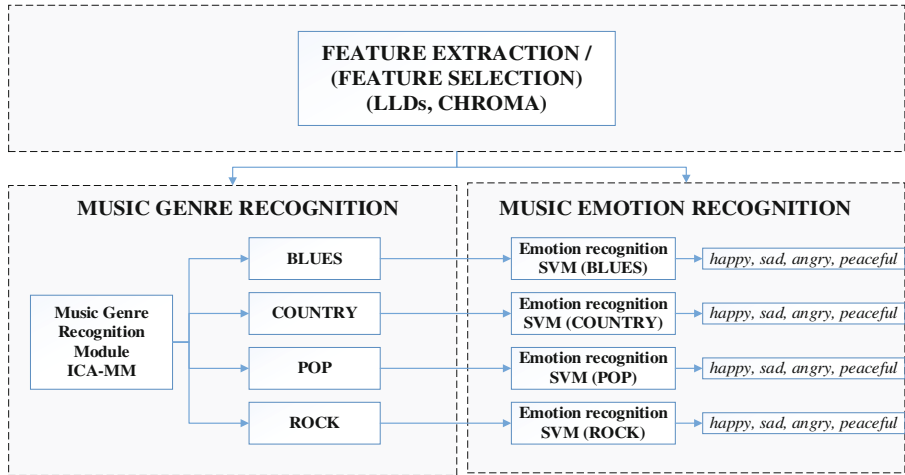 FEATURE EXTRACTION /
(FEATURE SELECTION)
(LLDs, CHROMA)
MUSIC GENRE RECOGNITION
Music Genre
Recognition
Module
ICA-MM
BLUES
COUNTRY
POP
ROCK
MUSIC EMOTION RECOGNITION
Emotion recognition
SVM (BLUES)
happy, sad, angry, peaceful
Emotion recognition
SVM (COUNTRY)
happy, sad, angry, peaceful
Emotion recognition
SVM (POP)
happy, sad, angry, peaceful
Emotion recognition
SVM (ROCK)
happy, sad, angry, peaceful